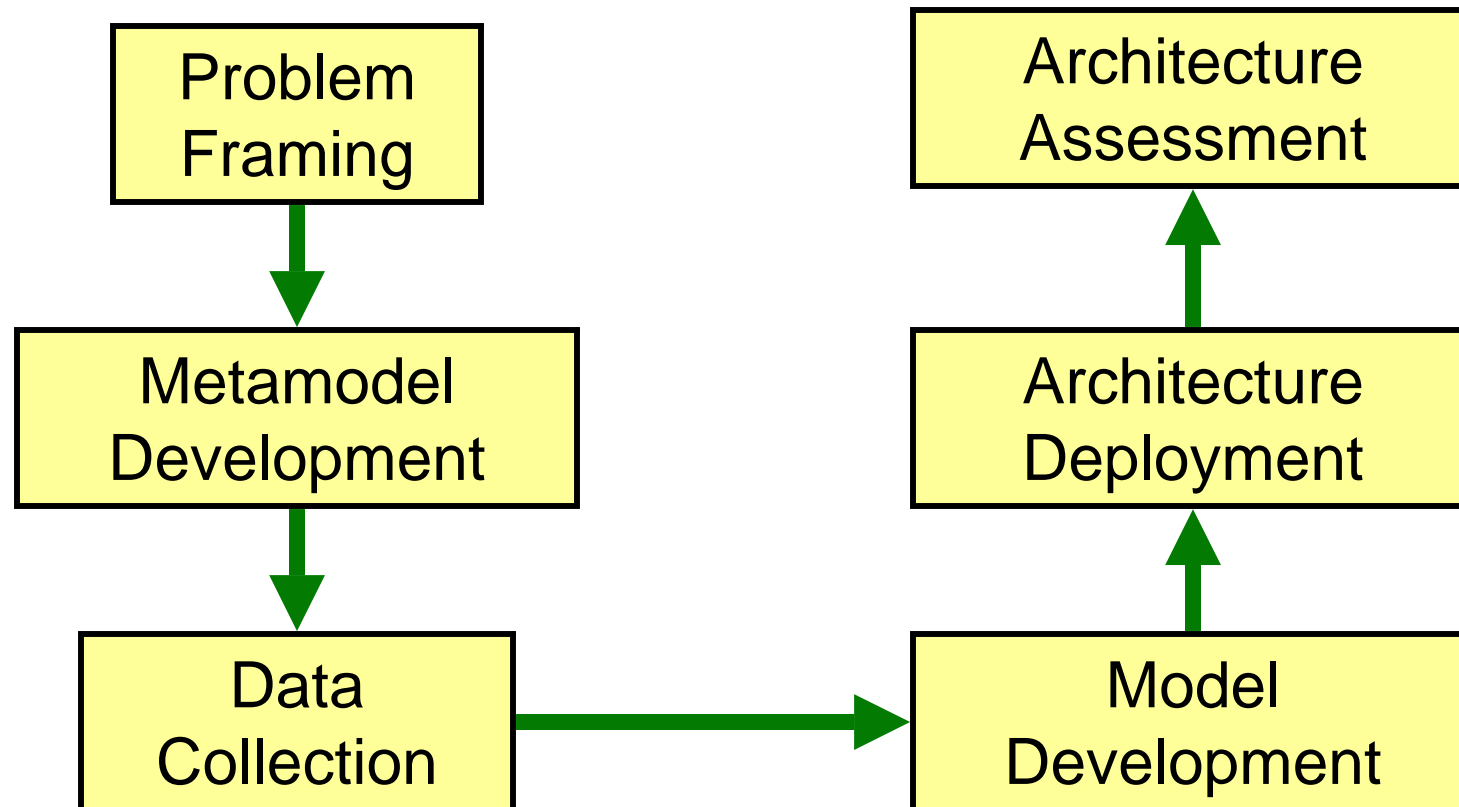 Problem
Framing
Metamodel
Development
Data
Collection
Model
Development
Architecture
Deployment
Architecture
Assessment